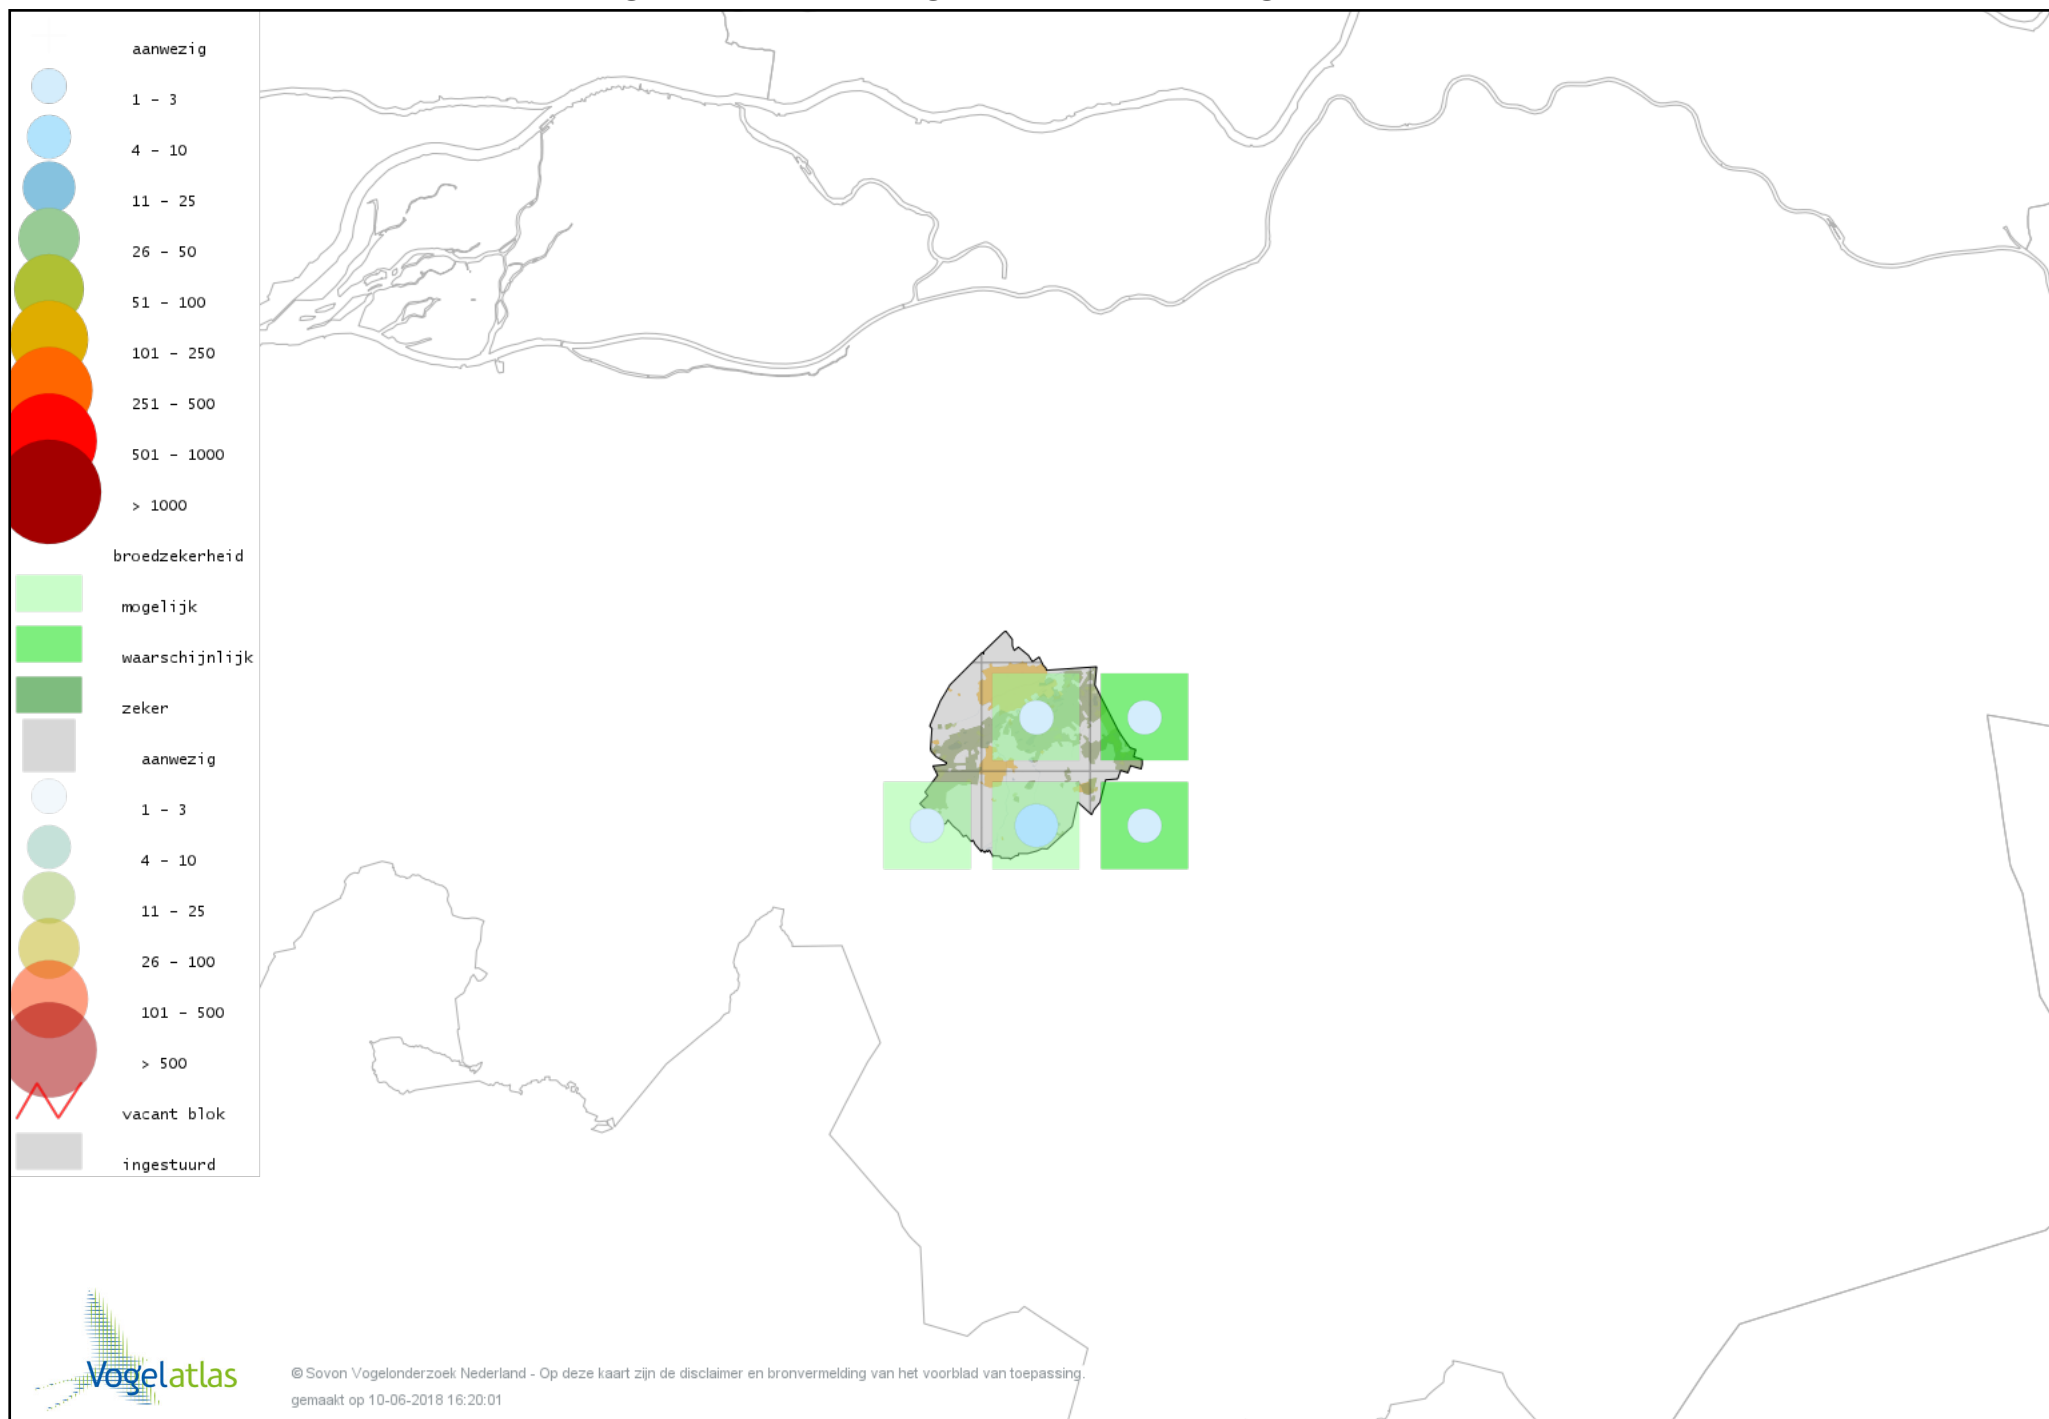 aanwezig
1 - 3
4 - 10
11 - 25
26 - 50
51 - 100
101 - 250
251 - 500
501 - 1000
> 1000
broedzekerheid
mogelijk
waarschijnlijk
zeker
aanwezig
1 - 3
4 - 10
11 - 25
26 - 100
101 - 500
> 500
vacant blok
ingestuurd
Vogelatlas
© Sovon Vogelonderzoek Nederland - Op deze kaart zijn de disclaimer en bronvermelding van het voorblad van toepassing.
gemaakt op 10-06-2018 16:20:01